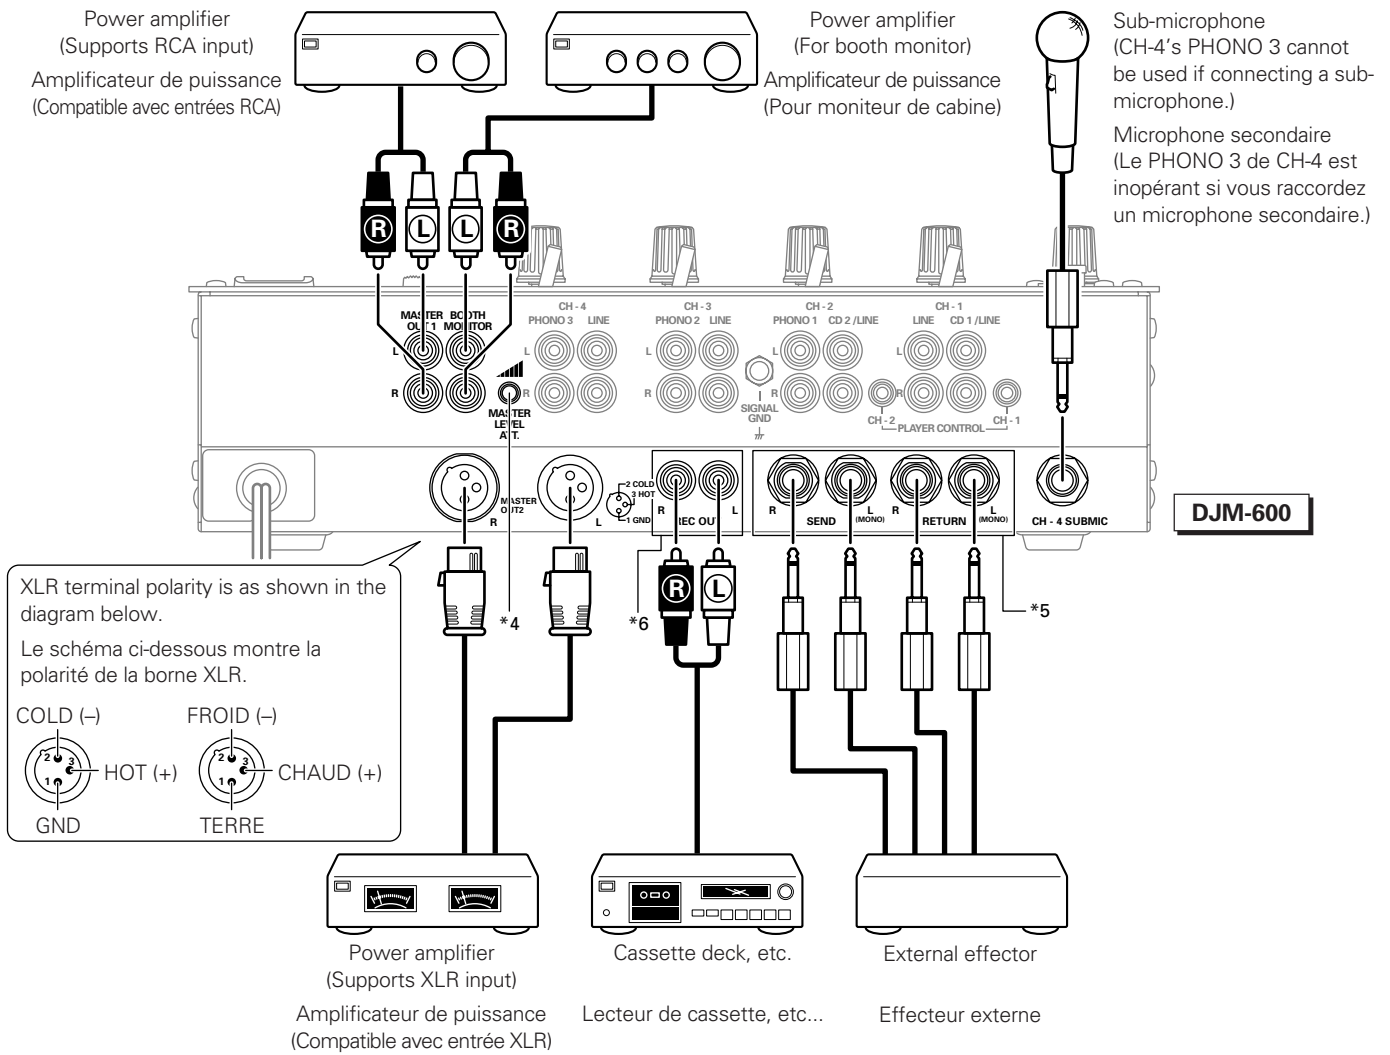 Power amplifier
(Supports RCA input)
Amplificateur de puissance
(Compatible avec entrées RCA)
Power amplifier
(For booth monitor)
Amplificateur de puissance
(Pour moniteur de cabine)
Sub-microphone
(CH-4's PHONO 3 cannot
be used if connecting a sub-
microphone.)
Microphone secondaire
(Le PHONO 3 de CH-4 est
inopérant si vous raccordez
un microphone secondaire.)
R L L R
MASTER
OUT 1
BOOTH
MONITOR
L
R
MASTER
LEVEL
ATT.
CH - 4
PHONO 3 LINE
L
R
CH - 3
PHONO 2 LINE
L
R
SIGNAL
GND
CH - 2
PHONO 1 CD 2 /LINE
L
R
CH - 1
LINE CD 1 /LINE
L
R
CH - 2 PLAYER CONTROL CH - 1
MASTER
OUT2
R
L
2 COLD
3 HOT
1 GND
R REC OUT L
R SEND L
(MONO)
R RETURN L
(MONO)
CH - 4 SUBMIC
DJM-600
R L
*4
*6
*5
XLR terminal polarity is as shown in the
diagram below.
Le schéma ci-dessous montre la
polarité de la borne XLR.
COLD (–) FROID (–)
2 3 1 HOT (+)
2 3 1 CHAUD (+)
GND TERRE
Power amplifier
(Supports XLR input)
Amplificateur de puissance
(Compatible avec entrée XLR)
Cassette deck, etc.
Lecteur de cassette, etc...
External effector
Effecteur externe